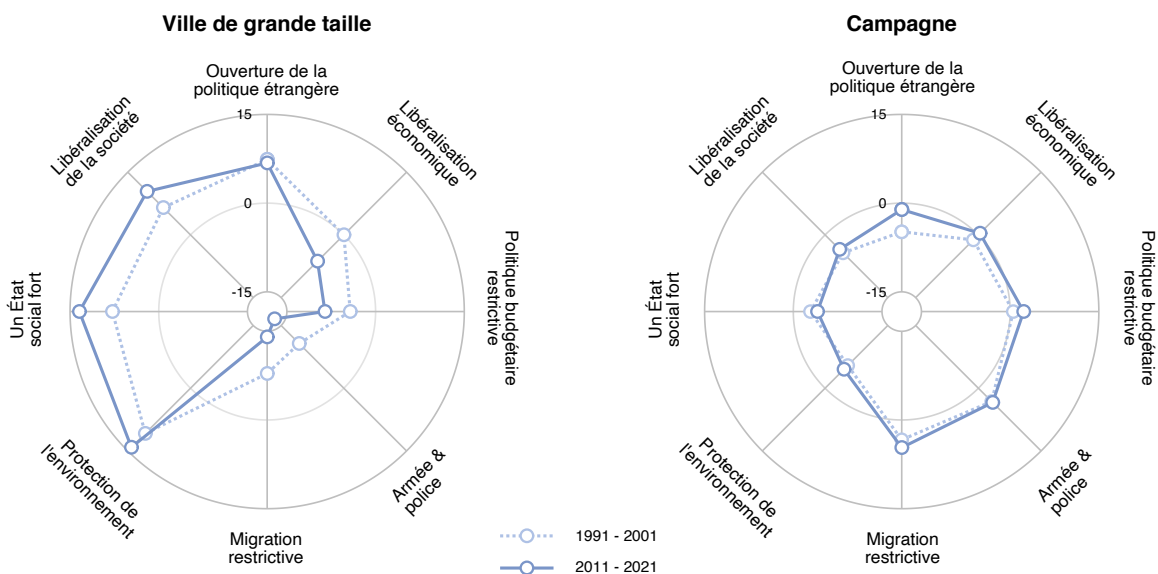 Ville de grande taille
Ouverture de la
politique étrangère
Libéralisation
économique
Politique budgétaire
restrictive
Armée &
police
Migration
restrictive
Protection de
l'environnement
Un État
social fort
Libéralisation
de la société
15
0
-15
Campagne
Ouverture de la
politique étrangère
Libéralisation
économique
Politique budgétaire
restrictive
Armée &
police
Migration
restrictive
Protection de
l'environnement
Un État
social fort
Libéralisation
de la société
15
0
-15
1991 - 2001
2011 - 2021